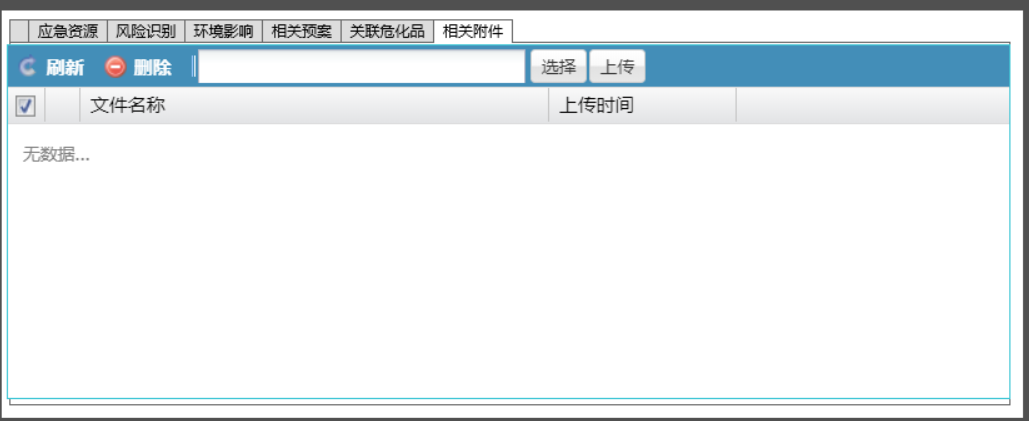 应急资源 风险识别 环境影响 相关预案 关联危化品 相关附件
刷新 删除 选择 上传
文件名称 上传时间
无数据...